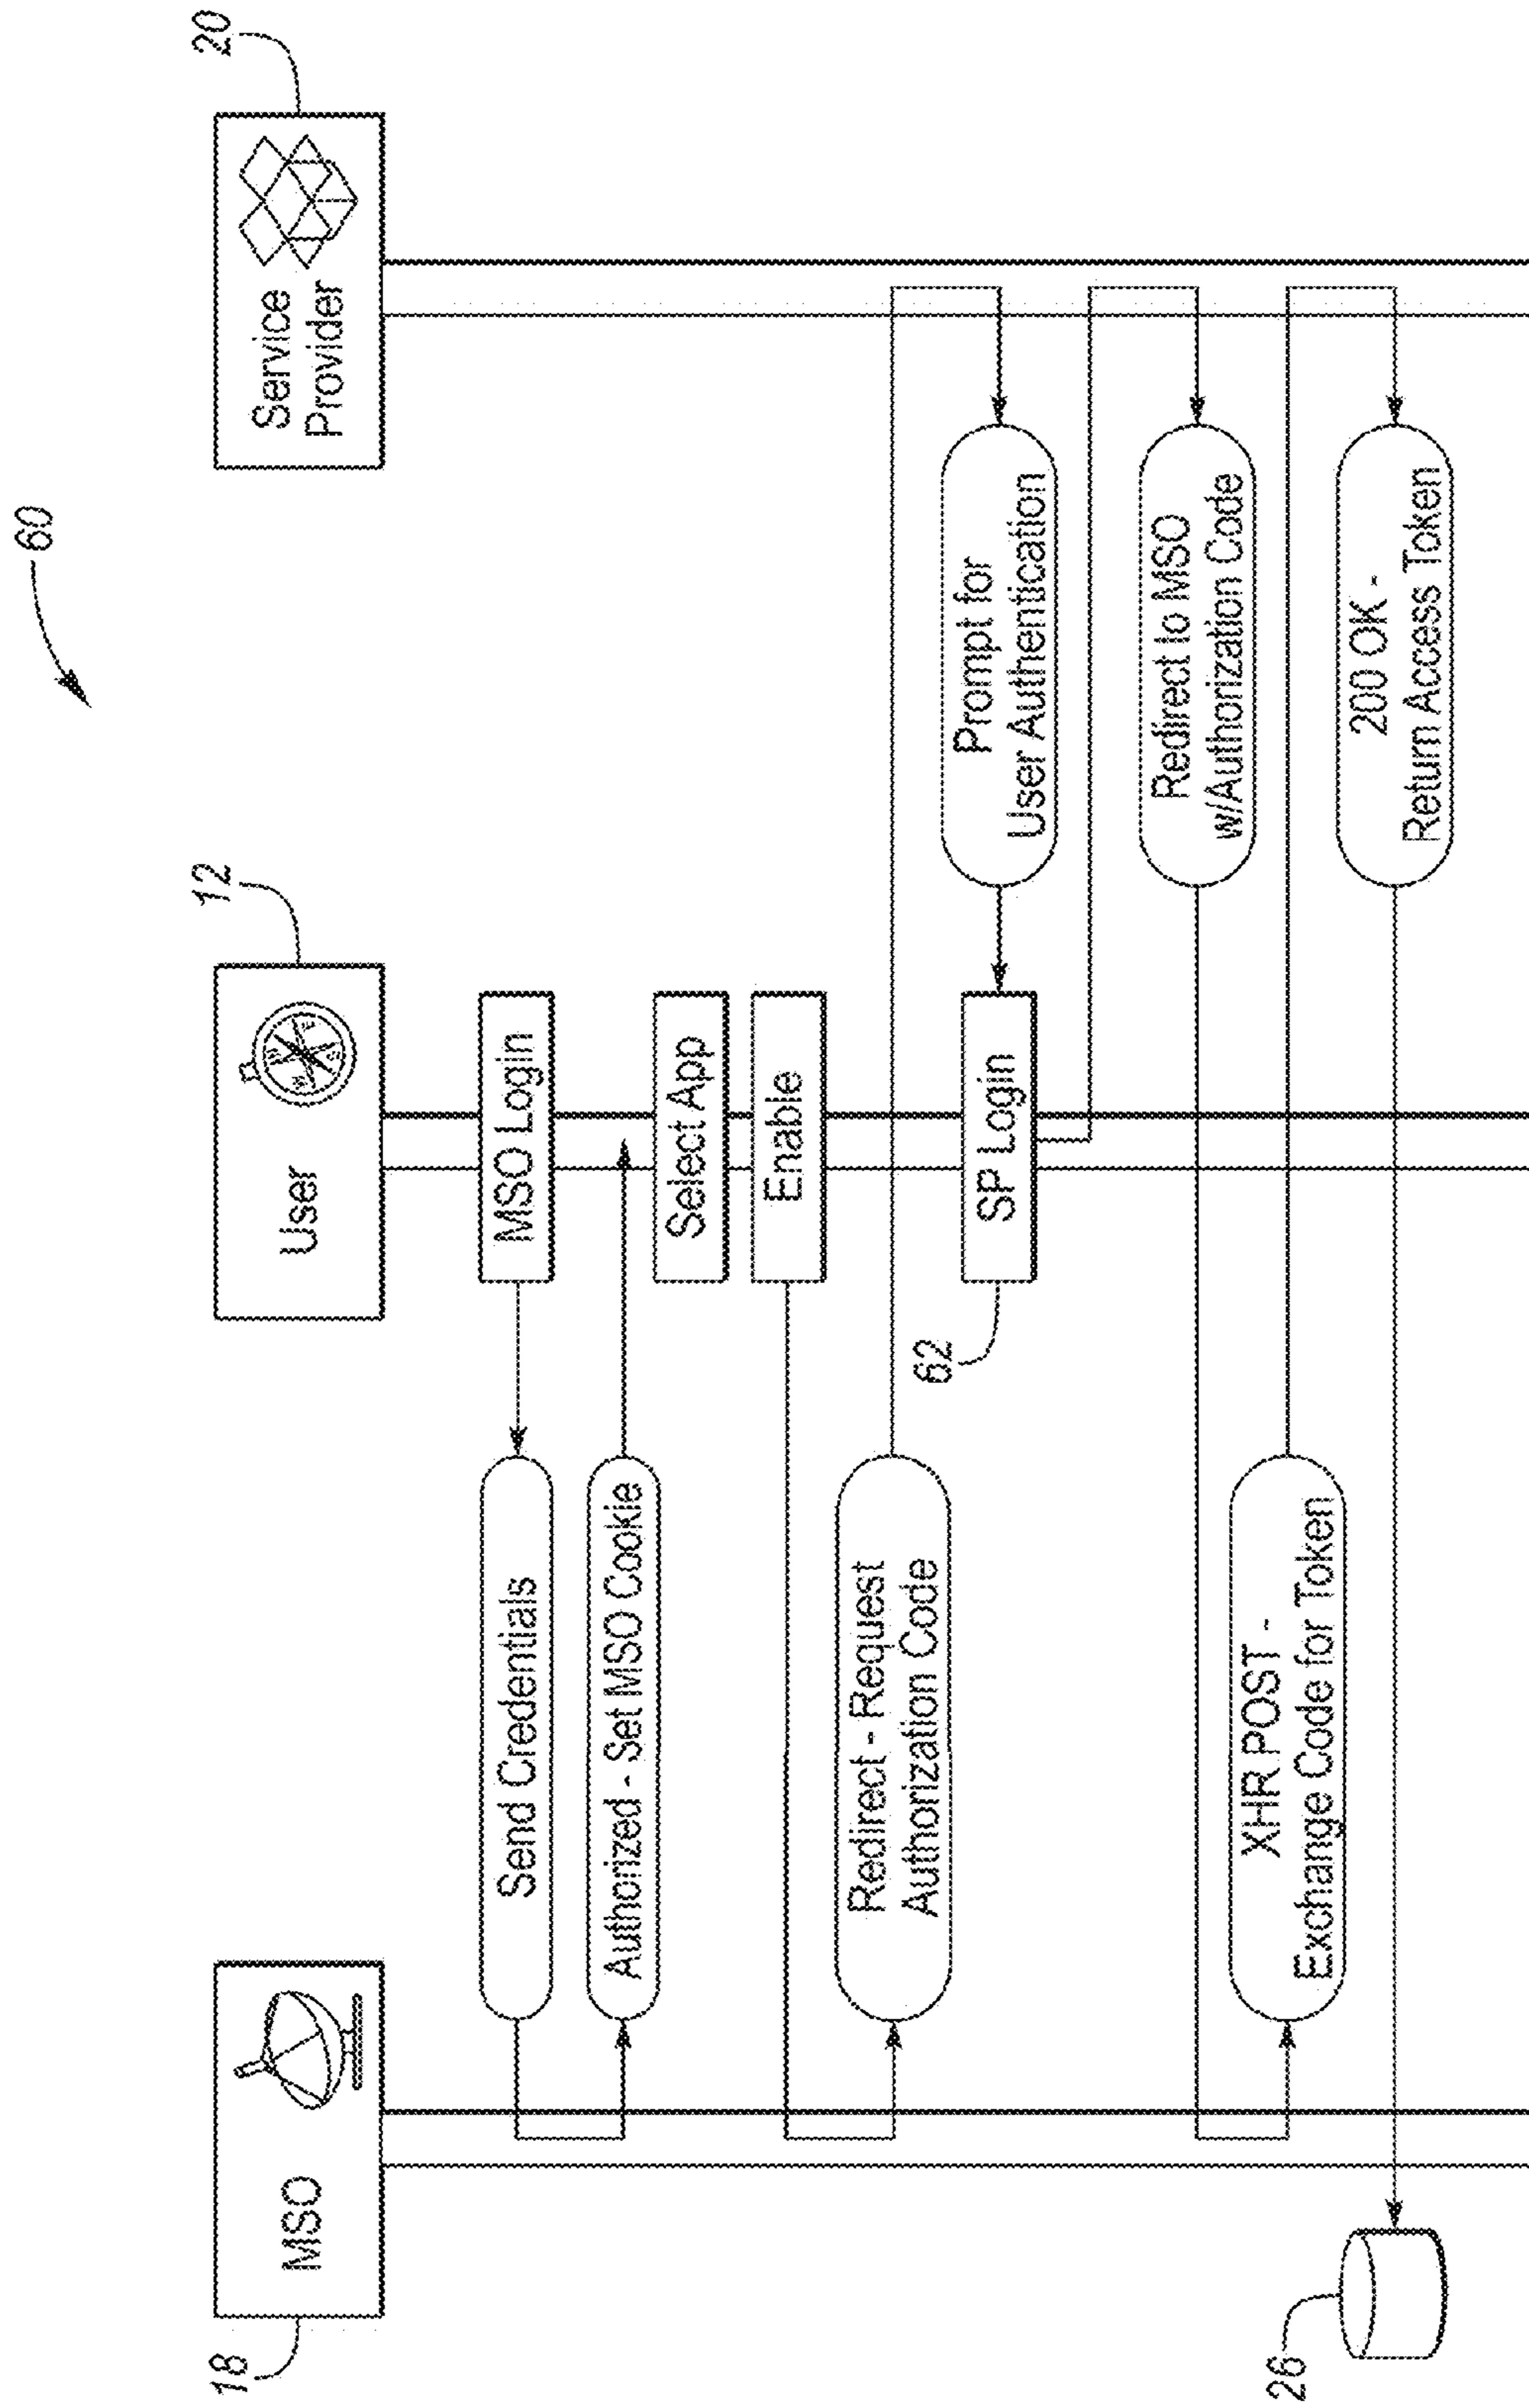 60
18
MSO
12
User
20
Service
Provider
MSO Login
Send Credentials
Authorized - Set MSO Cookie
Select App
Enable
Redirect - Request
Authorization Code
Prompt for
User Authentication
62
SP Login
Redirect to MSO
w/Authorization Code
XHR POST -
Exchange Code for Token
200 OK -
Return Access Token
26